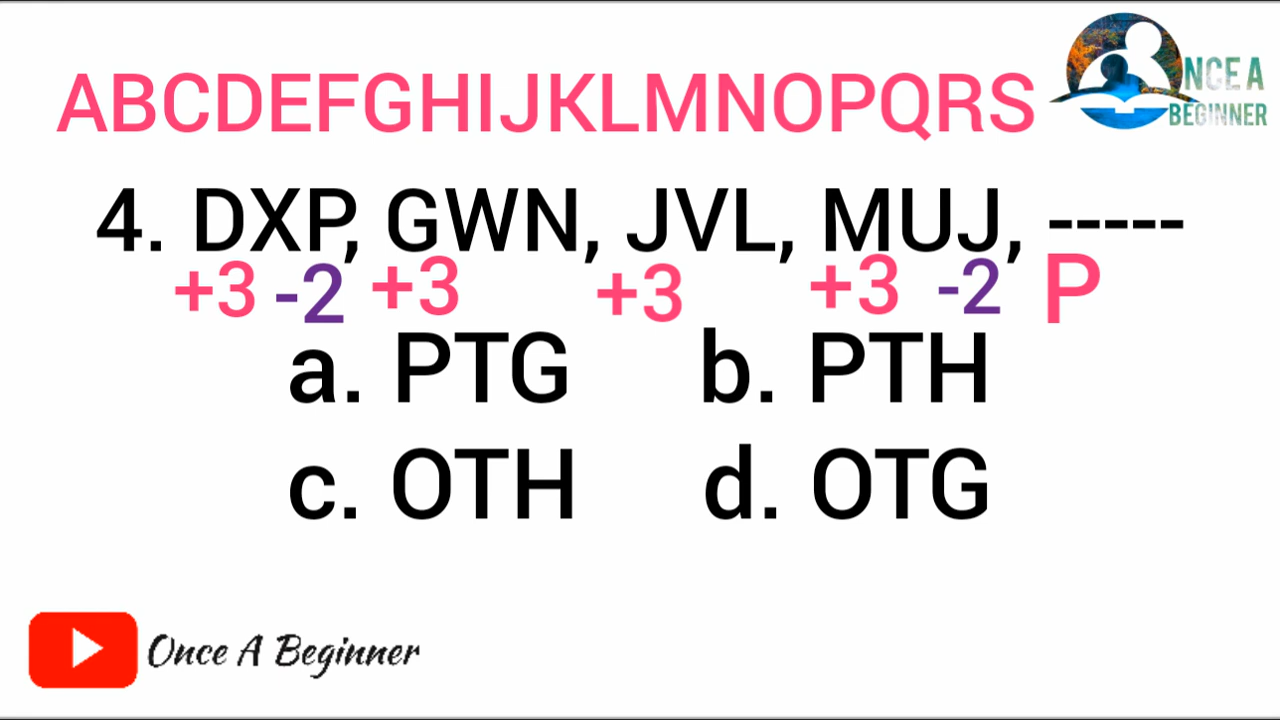 ABCDEFGHIJKLMNOPQRS
NCE A
BEGINNER
4. DXP, GWN, JVL, MUJ, -----
+3 -2 +3 +3 +3 -2 P
a. PTG b. PTH
c. OTH d. OTG
Once A Beginner